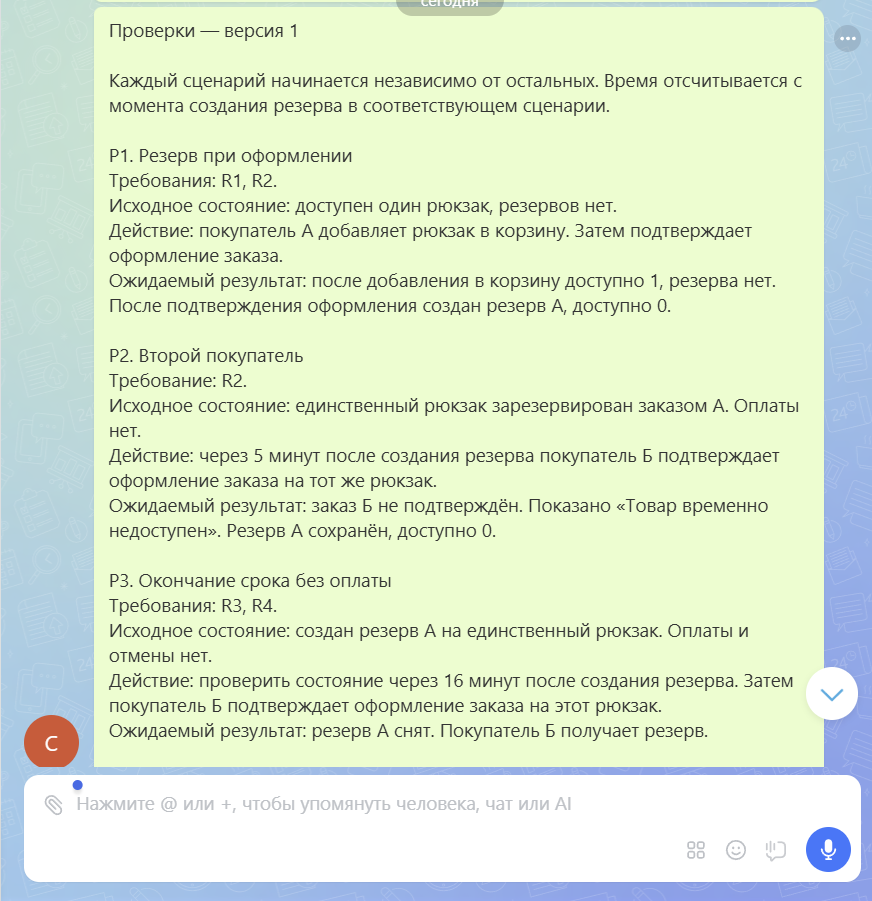 сегодня
Проверки — версия 1
Каждый сценарий начинается независимо от остальных. Время отсчитывается с
момента создания резерва в соответствующем сценарии.
P1. Резерв при оформлении
Требования: R1, R2.
Исходное состояние: доступен один рюкзак, резервов нет.
Действие: покупатель А добавляет рюкзак в корзину. Затем подтверждает
оформление заказа.
Ожидаемый результат: после добавления в корзину доступно 1, резерва нет.
После подтверждения оформления создан резерв А, доступно 0.
P2. Второй покупатель
Требование: R2.
Исходное состояние: единственный рюкзак зарезервирован заказом А. Оплаты
нет.
Действие: через 5 минут после создания резерва покупатель Б подтверждает
оформление заказа на тот же рюкзак.
Ожидаемый результат: заказ Б не подтверждён. Показано «Товар временно
недоступен». Резерв А сохранён, доступно 0.
P3. Окончание срока без оплаты
Требования: R3, R4.
Исходное состояние: создан резерв А на единственный рюкзак. Оплаты и
отмены нет.
Действие: проверить состояние через 16 минут после создания резерва. Затем
покупатель Б подтверждает оформление заказа на этот рюкзак.
Ожидаемый результат: резерв А снят. Покупатель Б получает резерв.
С
Нажмите @ или +, чтобы упомянуть человека, чат или AI